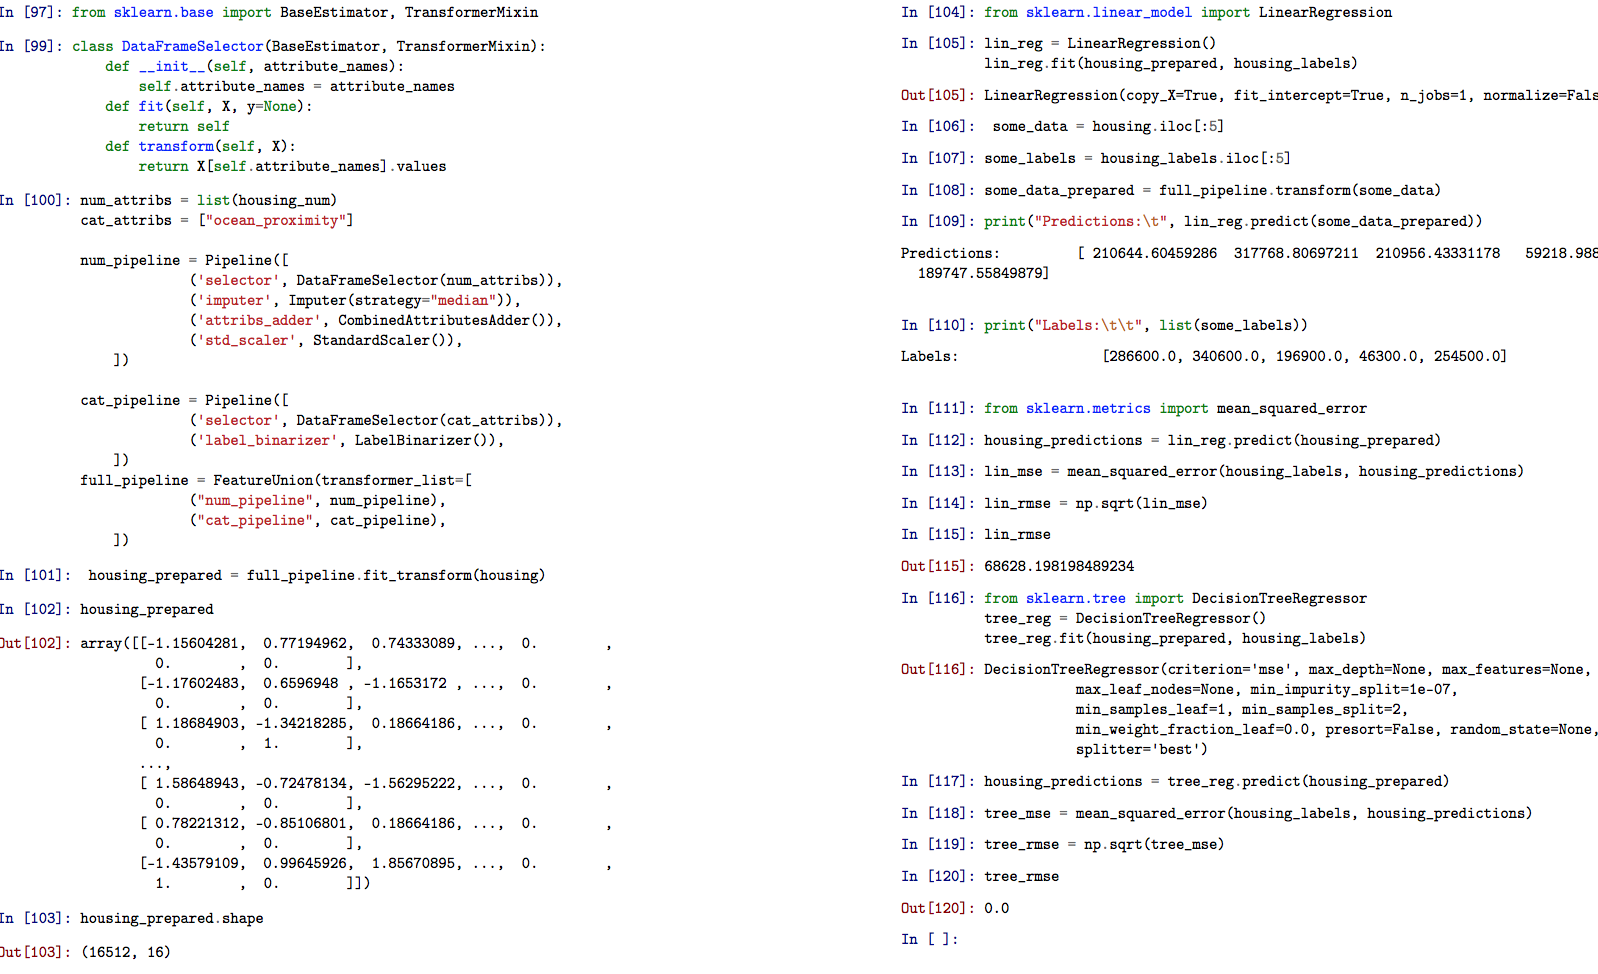 In [97]: from sklearn.base import BaseEstimator, TransformerMixin
In [99]: class DataFrameSelector(BaseEstimator, TransformerMixin):
def __init__(self, attribute_names):
self.attribute_names = attribute_names
def fit(self, X, y=None):
return self
def transform(self, X):
return X[self.attribute_names].values
In [100]: num_attribs = list(housing_num)
cat_attribs = ["ocean_proximity"]
num_pipeline = Pipeline([
('selector', DataFrameSelector(num_attribs)),
('imputer', Imputer(strategy="median")),
('attribs_adder', CombinedAttributesAdder()),
('std_scaler', StandardScaler()),
])
cat_pipeline = Pipeline([
('selector', DataFrameSelector(cat_attribs)),
('label_binarizer', LabelBinarizer()),
])
full_pipeline = FeatureUnion(transformer_list=[
("num_pipeline", num_pipeline),
("cat_pipeline", cat_pipeline),
])
In [101]: housing_prepared = full_pipeline.fit_transform(housing)
In [102]: housing_prepared
Out[102]: array([[-1.15604281, 0.77194962, 0.74333089, ..., 0. ,
0. , 0. ],
[-1.17602483, 0.6596948 , -1.1653172 , ..., 0. ,
0. , 0. ],
[ 1.18684903, -1.34218285, 0.18664186, ..., 0. ,
0. , 1. ],
...,
[ 1.58648943, -0.72478134, -1.56295222, ..., 0. ,
0. , 0. ],
[ 0.78221312, -0.85106801, 0.18664186, ..., 0. ,
0. , 0. ],
[-1.43579109, 0.99645926, 1.85670895, ..., 0. ,
1. , 0. ]])
In [103]: housing_prepared.shape
Out[103]: (16512, 16)
In [104]: from sklearn.linear_model import LinearRegression
In [105]: lin_reg = LinearRegression()
lin_reg.fit(housing_prepared, housing_labels)
Out[105]: LinearRegression(copy_X=True, fit_intercept=True, n_jobs=1, normalize=Fals
In [106]: some_data = housing.iloc[:5]
In [107]: some_labels = housing_labels.iloc[:5]
In [108]: some_data_prepared = full_pipeline.transform(some_data)
In [109]: print("Predictions:\t", lin_reg.predict(some_data_prepared))
Predictions: [ 210644.60459286 317768.80697211 210956.43331178 59218.988
189747.55849879]
In [110]: print("Labels:\t\t", list(some_labels))
Labels: [286600.0, 340600.0, 196900.0, 46300.0, 254500.0]
In [111]: from sklearn.metrics import mean_squared_error
In [112]: housing_predictions = lin_reg.predict(housing_prepared)
In [113]: lin_mse = mean_squared_error(housing_labels, housing_predictions)
In [114]: lin_rmse = np.sqrt(lin_mse)
In [115]: lin_rmse
Out[115]: 68628.198198489234
In [116]: from sklearn.tree import DecisionTreeRegressor
tree_reg = DecisionTreeRegressor()
tree_reg.fit(housing_prepared, housing_labels)
Out[116]: DecisionTreeRegressor(criterion='mse', max_depth=None, max_features=None,
max_leaf_nodes=None, min_impurity_split=1e-07,
min_samples_leaf=1, min_samples_split=2,
min_weight_fraction_leaf=0.0, presort=False, random_state=None,
splitter='best')
In [117]: housing_predictions = tree_reg.predict(housing_prepared)
In [118]: tree_mse = mean_squared_error(housing_labels, housing_predictions)
In [119]: tree_rmse = np.sqrt(tree_mse)
In [120]: tree_rmse
Out[120]: 0.0
In [ ]: